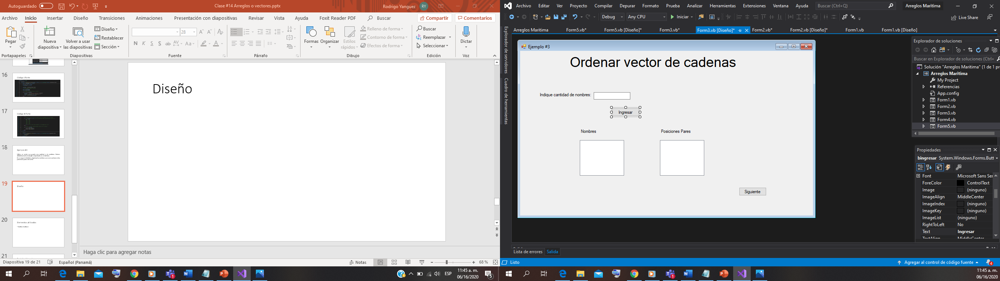 Autoguardado
Clase #14 Arreglos o vectores.pptx
Rodrigo Yanguez
RY
Archivo Inicio Insertar Diseño Transiciones Animaciones Presentación con diapositivas Revisar Vista Ayuda Foxit Reader PDF Buscar
Compartir Comentarios
Pegar
Portapapeles
Nueva
diapositiva
Volver a usar
las diapositivas
Diseño
Restablecer
Sección
Diapositivas
28
N K S S ab AV Aa A
Fuente
Párrafo
Formas Organizar Estilos
rápidos
Relleno de forma
Contorno de forma
Efectos de forma
Dibujo
Buscar
Reemplazar
Seleccionar
Edición
Dictar
Voz
16
Código I Parte
17
Código II Parte
18
Ejemplo #3
19
Diseño
20
Elementos utilizados
21
Diseño
Haga clic para agregar notas
Diapositiva 19 de 21 Español (Panamá) Notas 68 %
ESP
11:45 a. m.
06/16/2020
5
Archivo Editar Ver Proyecto Compilar Depurar Formato Prueba Analizar Herramientas Extensiones Ventana Ayuda
Buscar (Ctrl+Q)
Arreglos Maritima
Debug Any CPU Iniciar
Live Share
Explorador de servidores
Cuadro de herramientas
Arreglos Maritima Form5.vb* Form5.vb [Diseño]* Form3.vb* Form3.vb [Diseño]* Form2.vb* Form2.vb [Diseño]* Form1.vb Form1.vb [Diseño]
Ejemplo #3
Ordenar vector de cadenas
Indique cantidad de nombres:
Ingresar
Nombres
Posiciones Pares
Siguiente
Explorador de soluciones
Buscar en Explorador de soluciones (Ctrl+
Solución "Arreglos Maritima" (1 de 1 pr
VB Arreglos Maritima
My Project
Referencias
App.config
Form1.vb
Form2.vb
Form3.vb
Form4.vb
Form5.vb
Propiedades
bingresar System.Windows.Forms.Butt
Font Microsoft Sans Ser
ForeColor ControlText
Image (ninguno)
ImageAlign MiddleCenter
ImageIndex (ninguno)
ImageKey (ninguno)
ImageList (ninguno)
RightToLeft No
Text Ingresar
TextAlign MiddleCenter
Salida
Lista de errores Salida
Listo
Agregar al control de código fuente
4
11:45 a. m.
06/16/2020